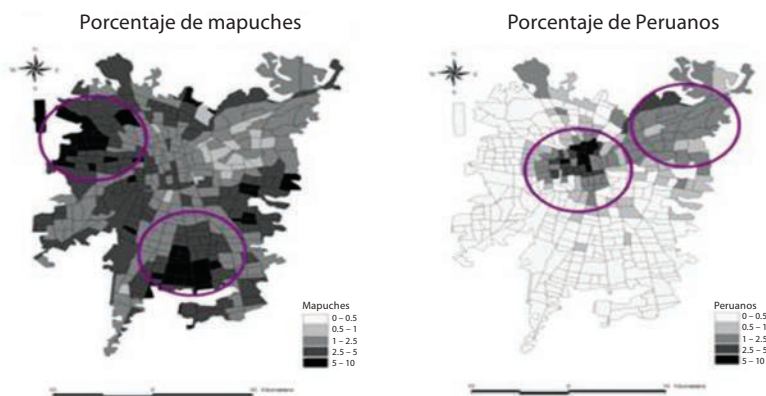 Porcentaje de mapuches
Mapuches
0 – 0.5
0.5 – 1
1 – 2.5
2.5 – 5
5 – 10
Porcentaje de Peruanos
Peruanos
0 – 0.5
0.5 – 1
1 – 2.5
2.5 – 5
5 – 10